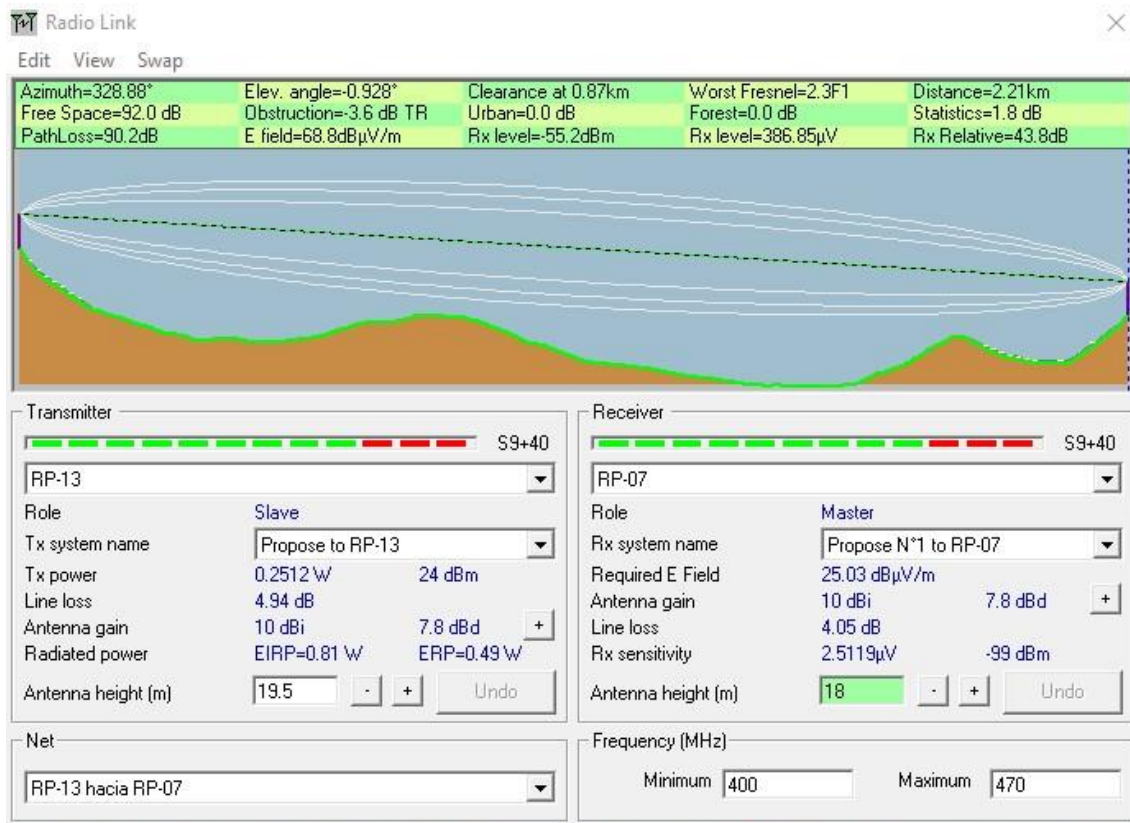 Radio Link
Edit View Swap
Azimuth=328.88° Elev. angle=-0.928° Clearance at 0.87km Worst Fresnel=2.3F1 Distance=2.21km
Free Space=92.0 dB Obstruction=-3.6 dB TR Urban=0.0 dB Forest=0.0 dB Statistics=1.8 dB
PathLoss=90.2dB E field=68.8dBµV/m Rx level=-55.2dBm Rx level=386.85µV Rx Relative=43.8dB
Transmitter
S9+40
RP-13
Role Slave
Tx system name Propose to RP-13
Tx power 0.2512 W 24 dBm
Line loss 4.94 dB
Antenna gain 10 dBi 7.8 dBd +
Radiated power EIRP=0.81 W ERP=0.49 W
Antenna height (m) 19.5 - + Undo
Receiver
S9+40
RP-07
Role Master
Rx system name Propose N°1 to RP-07
Required E Field 25.03 dBµV/m
Antenna gain 10 dBi 7.8 dBd +
Line loss 4.05 dB
Rx sensitivity 2.5119µV -99 dBm
Antenna height (m) 18 - + Undo
Net
RP-13 hacia RP-07
Frequency (MHz)
Minimum 400 Maximum 470